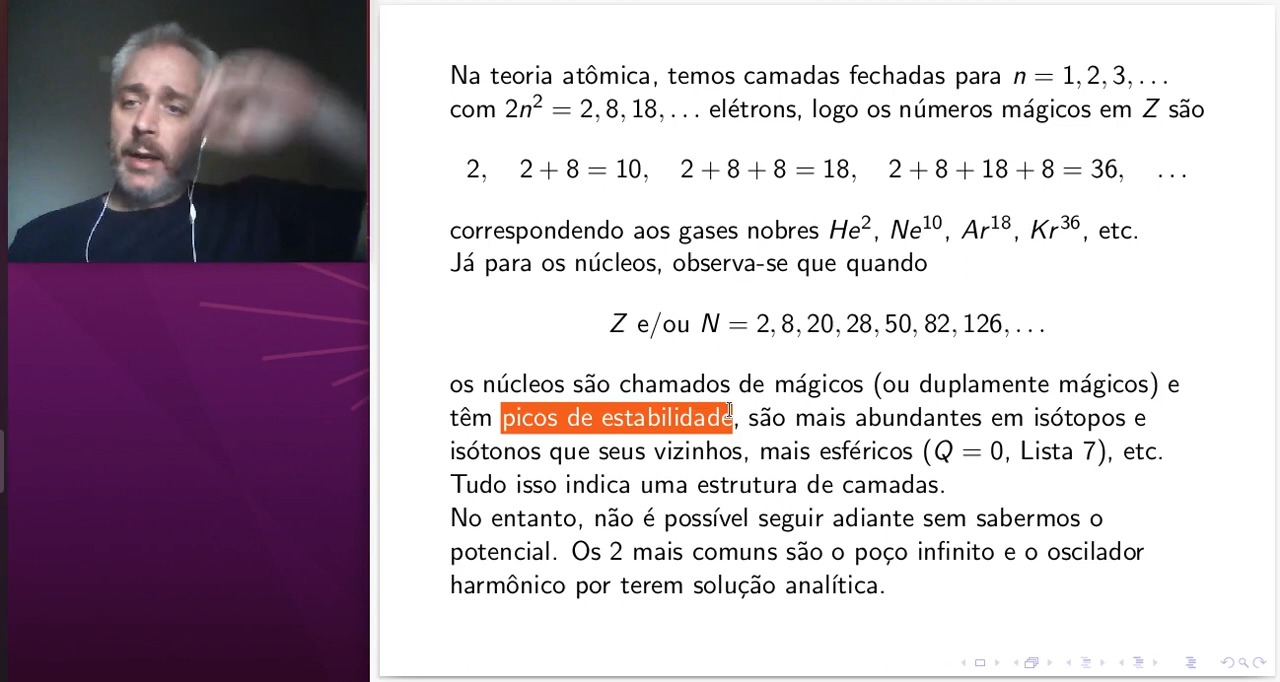 Na teoria atômica, temos camadas fechadas para n = 1, 2, 3, . . .
com 2n² = 2, 8, 18, . . . elétrons, logo os números mágicos em Z são
2, 2 + 8 = 10, 2 + 8 + 8 = 18, 2 + 8 + 18 + 8 = 36, . . .
correspondendo aos gases nobres He², Ne¹⁰, Ar¹⁸, Kr³⁶, etc.
Já para os núcleos, observa-se que quando
Z e/ou N = 2, 8, 20, 28, 50, 82, 126, . . .
os núcleos são chamados de mágicos (ou duplamente mágicos) e
têm picos de estabilidade, são mais abundantes em isótopos e
isótonos que seus vizinhos, mais esféricos (Q = 0, Lista 7), etc.
Tudo isso indica uma estrutura de camadas.
No entanto, não é possível seguir adiante sem sabermos o
potencial. Os 2 mais comuns são o poço infinito e o oscilador
harmônico por terem solução analítica.